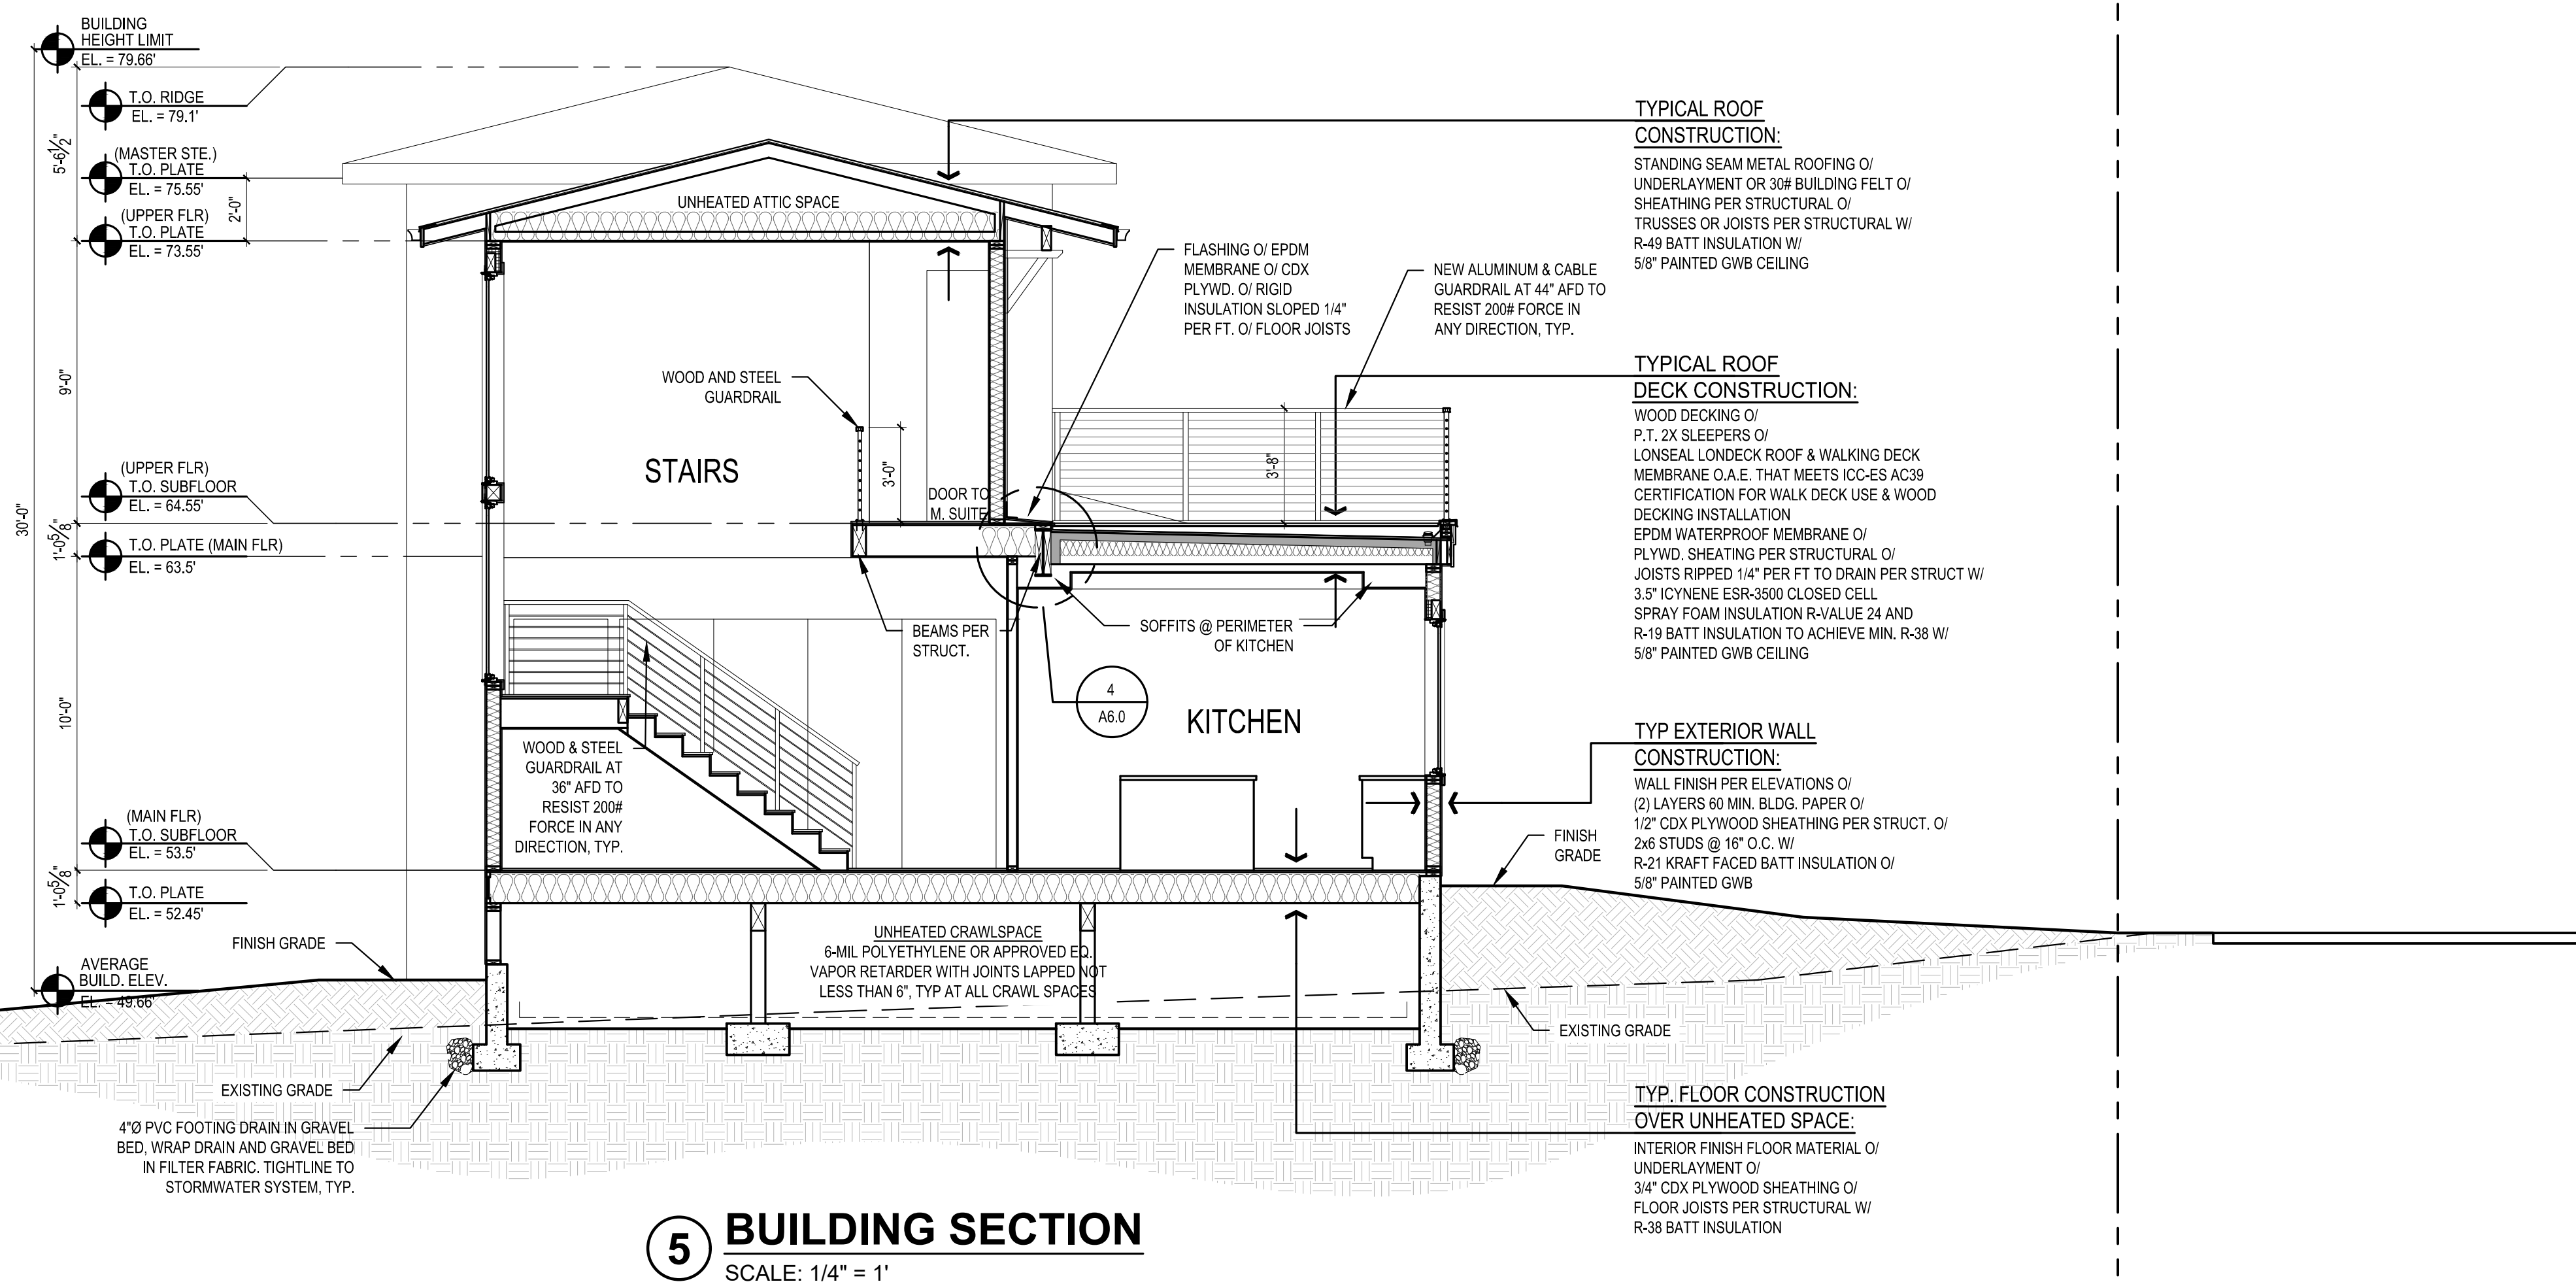 BUILDING
HEIGHT LIMIT
EL. = 79.66'
T.O. RIDGE
EL. = 79.1'
(MASTER STE.)
T.O. PLATE
EL. = 75.55'
(UPPER FLR)
T.O. PLATE
EL. = 73.55'
(UPPER FLR)
T.O. SUBFLOOR
EL. = 64.55'
T.O. PLATE (MAIN FLR)
EL. = 63.5'
(MAIN FLR)
T.O. SUBFLOOR
EL. = 53.5'
T.O. PLATE
EL. = 52.45'
AVERAGE
BUILD. ELEV.
EL. = 49.66'
30'-0"
5'-6 1/2"
2'-0"
9'-0"
1'-0 5/8"
10'-0"
1'-0 5/8"
UNHEATED ATTIC SPACE
WOOD AND STEEL
GUARDRAIL
STAIRS
3'-0"
DOOR TO
M. SUITE
FLASHING O/ EPDM
MEMBRANE O/ CDX
PLYWD. O/ RIGID
INSULATION SLOPED 1/4"
PER FT. O/ FLOOR JOISTS
NEW ALUMINUM & CABLE
GUARDRAIL AT 44" AFD TO
RESIST 200# FORCE IN
ANY DIRECTION, TYP.
3'-8"
BEAMS PER
STRUCT.
SOFFITS @ PERIMETER
OF KITCHEN
4
A6.0
KITCHEN
WOOD & STEEL
GUARDRAIL AT
36" AFD TO
RESIST 200#
FORCE IN ANY
DIRECTION, TYP.
FINISH
GRADE
FINISH GRADE
UNHEATED CRAWLSPACE
6-MIL POLYETHYLENE OR APPROVED EQ.
VAPOR RETARDER WITH JOINTS LAPPED NOT
LESS THAN 6", TYP AT ALL CRAWL SPACES
EXISTING GRADE
EXISTING GRADE
4"Ø PVC FOOTING DRAIN IN GRAVEL
BED, WRAP DRAIN AND GRAVEL BED
IN FILTER FABRIC. TIGHTLINE TO
STORMWATER SYSTEM, TYP.
TYPICAL ROOF
CONSTRUCTION:
STANDING SEAM METAL ROOFING O/
UNDERLAYMENT OR 30# BUILDING FELT O/
SHEATHING PER STRUCTURAL O/
TRUSSES OR JOISTS PER STRUCTURAL W/
R-49 BATT INSULATION W/
5/8" PAINTED GWB CEILING
TYPICAL ROOF
DECK CONSTRUCTION:
WOOD DECKING O/
P.T. 2X SLEEPERS O/
LONSEAL LONDECK ROOF & WALKING DECK
MEMBRANE O.A.E. THAT MEETS ICC-ES AC39
CERTIFICATION FOR WALK DECK USE & WOOD
DECKING INSTALLATION
EPDM WATERPROOF MEMBRANE O/
PLYWD. SHEATING PER STRUCTURAL O/
JOISTS RIPPED 1/4" PER FT TO DRAIN PER STRUCT W/
3.5" ICYNENE ESR-3500 CLOSED CELL
SPRAY FOAM INSULATION R-VALUE 24 AND
R-19 BATT INSULATION TO ACHIEVE MIN. R-38 W/
5/8" PAINTED GWB CEILING
TYP EXTERIOR WALL
CONSTRUCTION:
WALL FINISH PER ELEVATIONS O/
(2) LAYERS 60 MIN. BLDG. PAPER O/
1/2" CDX PLYWOOD SHEATHING PER STRUCT. O/
2x6 STUDS @ 16" O.C. W/
R-21 KRAFT FACED BATT INSULATION O/
5/8" PAINTED GWB
TYP. FLOOR CONSTRUCTION
OVER UNHEATED SPACE:
INTERIOR FINISH FLOOR MATERIAL O/
UNDERLAYMENT O/
3/4" CDX PLYWOOD SHEATHING O/
FLOOR JOISTS PER STRUCTURAL W/
R-38 BATT INSULATION
5
BUILDING SECTION
SCALE: 1/4" = 1'